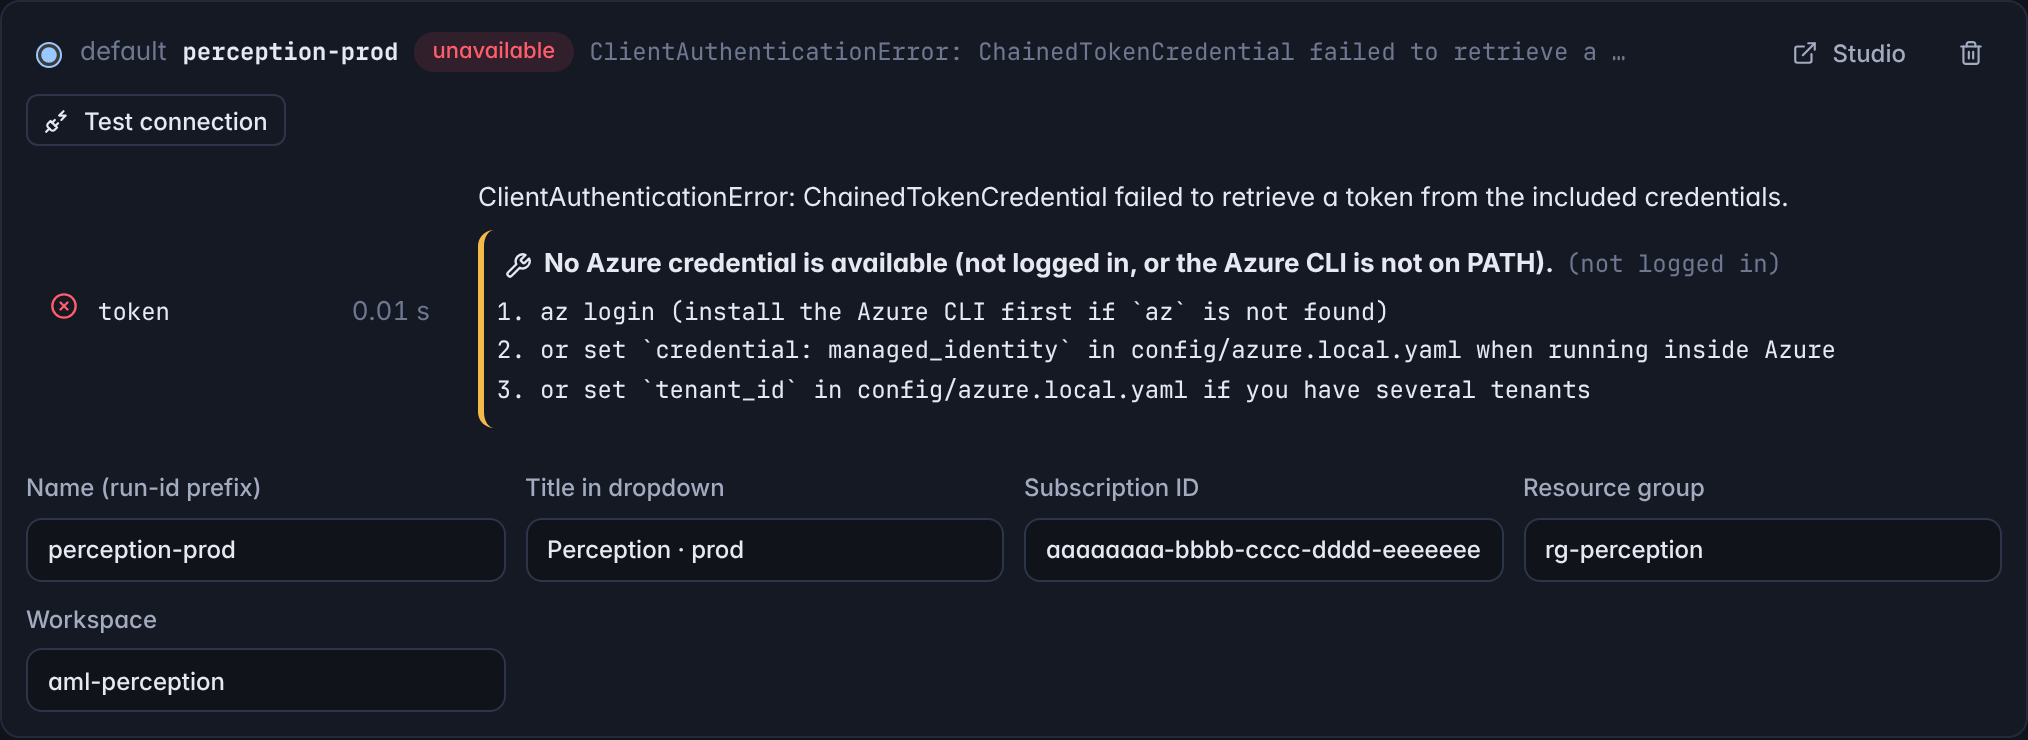 default perception-prod unavailable ClientAuthenticationError: ChainedTokenCredential failed to retrieve a … Studio
Test connection
ClientAuthenticationError: ChainedTokenCredential failed to retrieve a token from the included credentials.
No Azure credential is available (not logged in, or the Azure CLI is not on PATH). (not logged in)
token 0.01 s
1. az login (install the Azure CLI first if `az` is not found)
2. or set `credential: managed_identity` in config/azure.local.yaml when running inside Azure
3. or set `tenant_id` in config/azure.local.yaml if you have several tenants
Name (run-id prefix) Title in dropdown Subscription ID Resource group
perception-prod Perception · prod aaaaaaaa-bbbb-cccc-dddd-eeeeeee rg-perception
Workspace
aml-perception